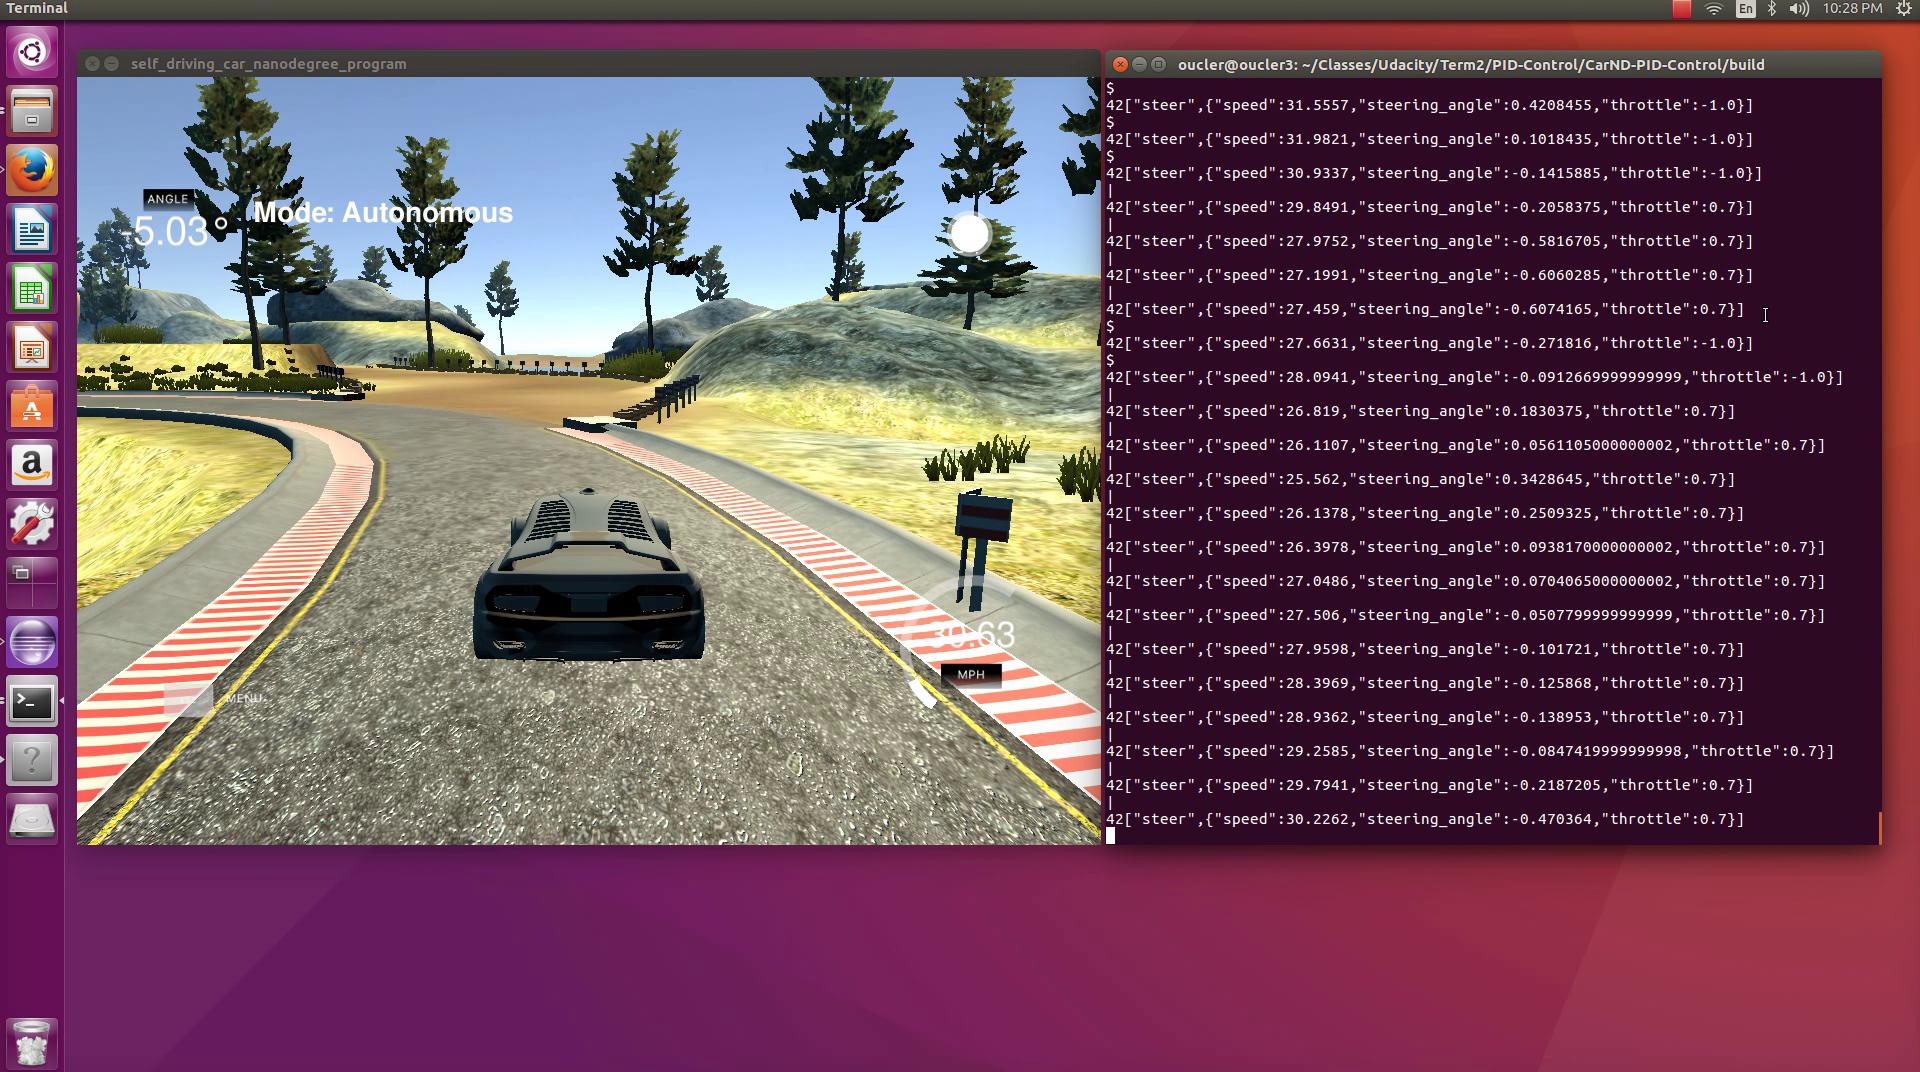 Terminal
En
10:28 PM
self_driving_car_nanodegree_program
ANGLE
-5.03°
Mode: Autonomous
30.63
MPH
MENU
oucler@oucler3: ~/Classes/Udacity/Term2/PID-Control/CarND-PID-Control/build
$
42["steer",{"speed":31.5557,"steering_angle":0.4208455,"throttle":-1.0}]
$
42["steer",{"speed":31.9821,"steering_angle":0.1018435,"throttle":-1.0}]
$
42["steer",{"speed":30.9337,"steering_angle":-0.1415885,"throttle":-1.0}]
|
42["steer",{"speed":29.8491,"steering_angle":-0.2058375,"throttle":0.7}]
|
42["steer",{"speed":27.9752,"steering_angle":-0.5816705,"throttle":0.7}]
|
42["steer",{"speed":27.1991,"steering_angle":-0.6060285,"throttle":0.7}]
|
42["steer",{"speed":27.459,"steering_angle":-0.6074165,"throttle":0.7}]
$
42["steer",{"speed":27.6631,"steering_angle":-0.271816,"throttle":-1.0}]
$
42["steer",{"speed":28.0941,"steering_angle":-0.0912669999999999,"throttle":-1.0}]
|
42["steer",{"speed":26.819,"steering_angle":0.1830375,"throttle":0.7}]
|
42["steer",{"speed":26.1107,"steering_angle":0.0561105000000002,"throttle":0.7}]
|
42["steer",{"speed":25.562,"steering_angle":0.3428645,"throttle":0.7}]
|
42["steer",{"speed":26.1378,"steering_angle":0.2509325,"throttle":0.7}]
|
42["steer",{"speed":26.3978,"steering_angle":0.0938170000000002,"throttle":0.7}]
|
42["steer",{"speed":27.0486,"steering_angle":0.0704065000000002,"throttle":0.7}]
|
42["steer",{"speed":27.506,"steering_angle":-0.0507799999999999,"throttle":0.7}]
|
42["steer",{"speed":27.9598,"steering_angle":-0.101721,"throttle":0.7}]
|
42["steer",{"speed":28.3969,"steering_angle":-0.125868,"throttle":0.7}]
|
42["steer",{"speed":28.9362,"steering_angle":-0.138953,"throttle":0.7}]
|
42["steer",{"speed":29.2585,"steering_angle":-0.0847419999999998,"throttle":0.7}]
|
42["steer",{"speed":29.7941,"steering_angle":-0.2187205,"throttle":0.7}]
|
42["steer",{"speed":30.2262,"steering_angle":-0.470364,"throttle":0.7}]